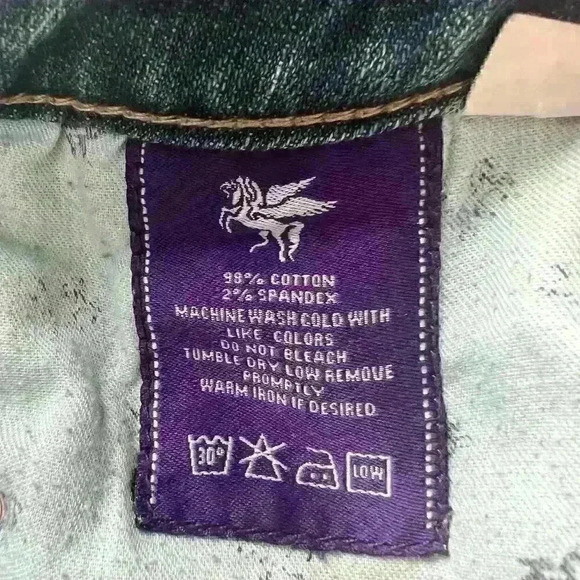 98% COTTON
2% SPANDEX
MACHINE WASH COLD WITH
LIKE COLORS
DO NOT BLEACH
TUMBLE DRY LOW REMOVE
PROMPTLY
WARM IRON IF DESIRED
30° LOW